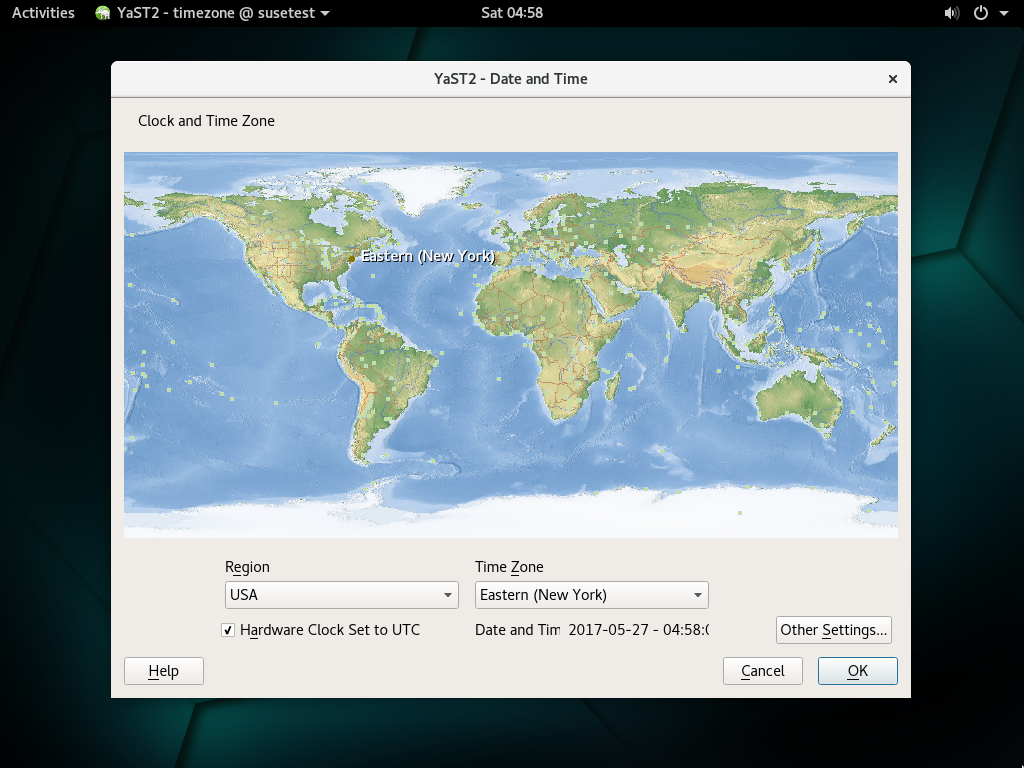 Activities YaST2 - timezone @ susetest Sat 04:58
YaST2 - Date and Time
Clock and Time Zone
Eastern (New York)
Region Time Zone
USA Eastern (New York)
Hardware Clock Set to UTC Date and Tim 2017-05-27 - 04:58: Other Settings...
Help Cancel OK